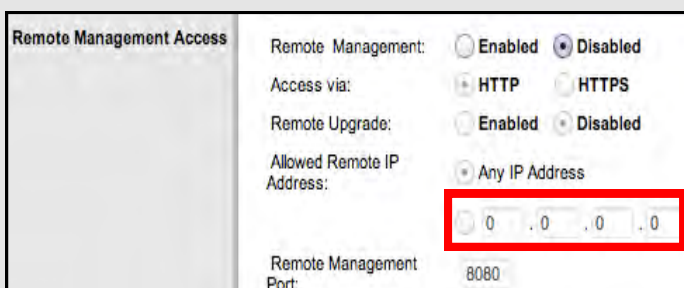 Remote Management Access
Remote Management: Enabled Disabled
Access via: HTTP HTTPS
Remote Upgrade: Enabled Disabled
Allowed Remote IP
Address: Any IP Address
0 . 0 . 0 . 0
Remote Management
Port: 8080